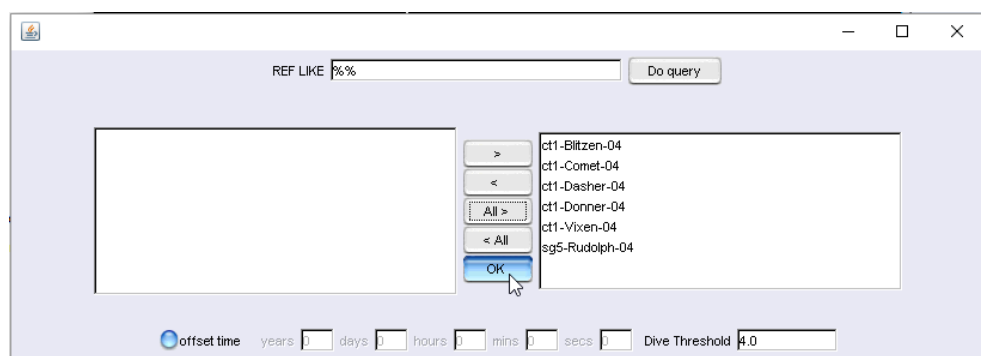 REF LIKE %% Do query
>
<
All >
< All
OK
ct1-Blitzen-04
ct1-Comet-04
ct1-Dasher-04
ct1-Donner-04
ct1-Vixen-04
sg5-Rudolph-04
offset time years 0 days 0 hours 0 mins 0 secs 0 Dive Threshold 4.0